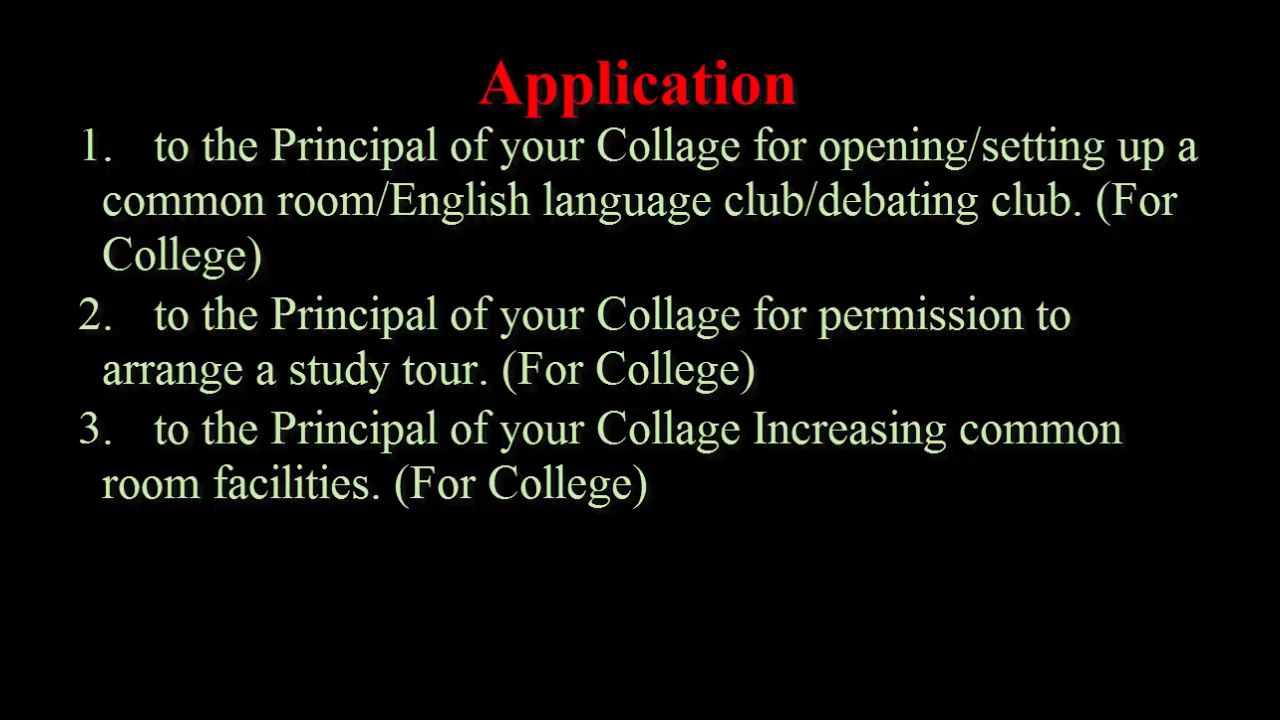 Application
1. to the Principal of your Collage for opening/setting up a
common room/English language club/debating club. (For
College)
2. to the Principal of your Collage for permission to
arrange a study tour. (For College)
3. to the Principal of your Collage Increasing common
room facilities. (For College)